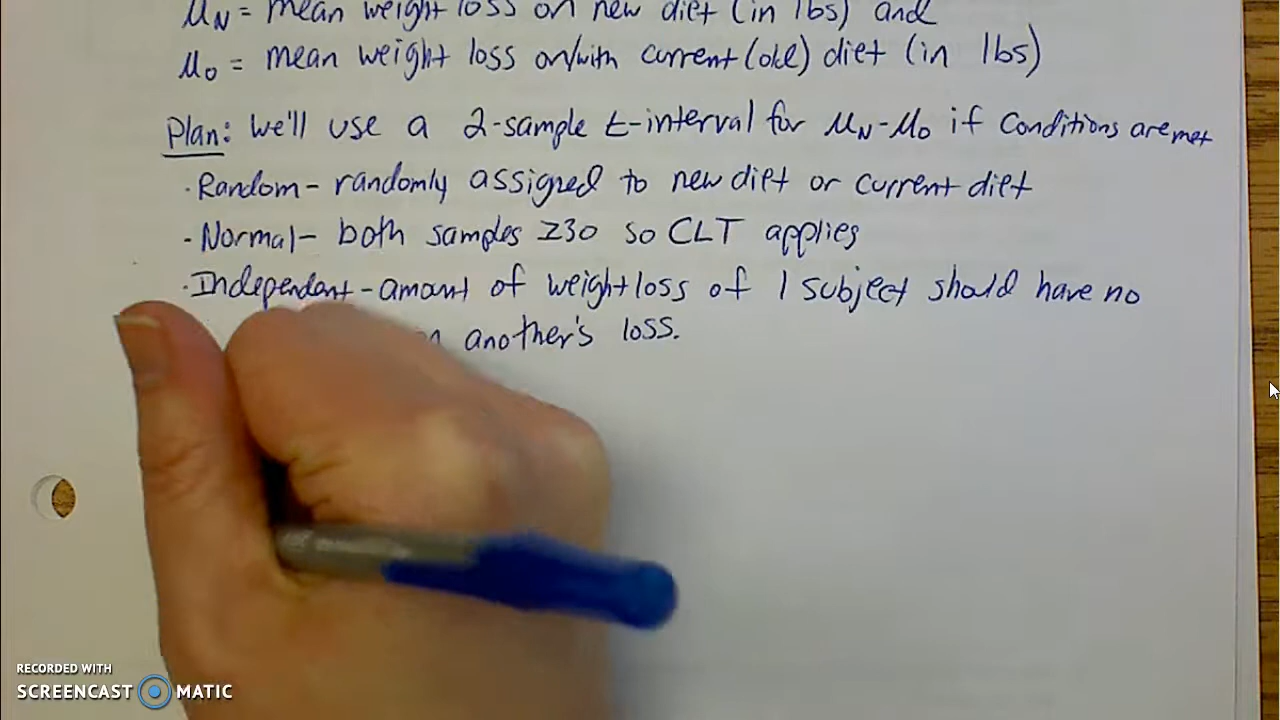 μN = mean weight loss on new diet (in lbs) and
μo = mean weight loss on/with current (old) diet (in lbs)
Plan: we'll use a 2-sample t-interval for μN-μo if conditions are met
· Random - randomly assigned to new diet or current diet
- Normal - both samples ≥30 so CLT applies
· Independent - amount of weight loss of 1 subject should have no
another's loss.
RECORDED WITH
SCREENCAST MATIC